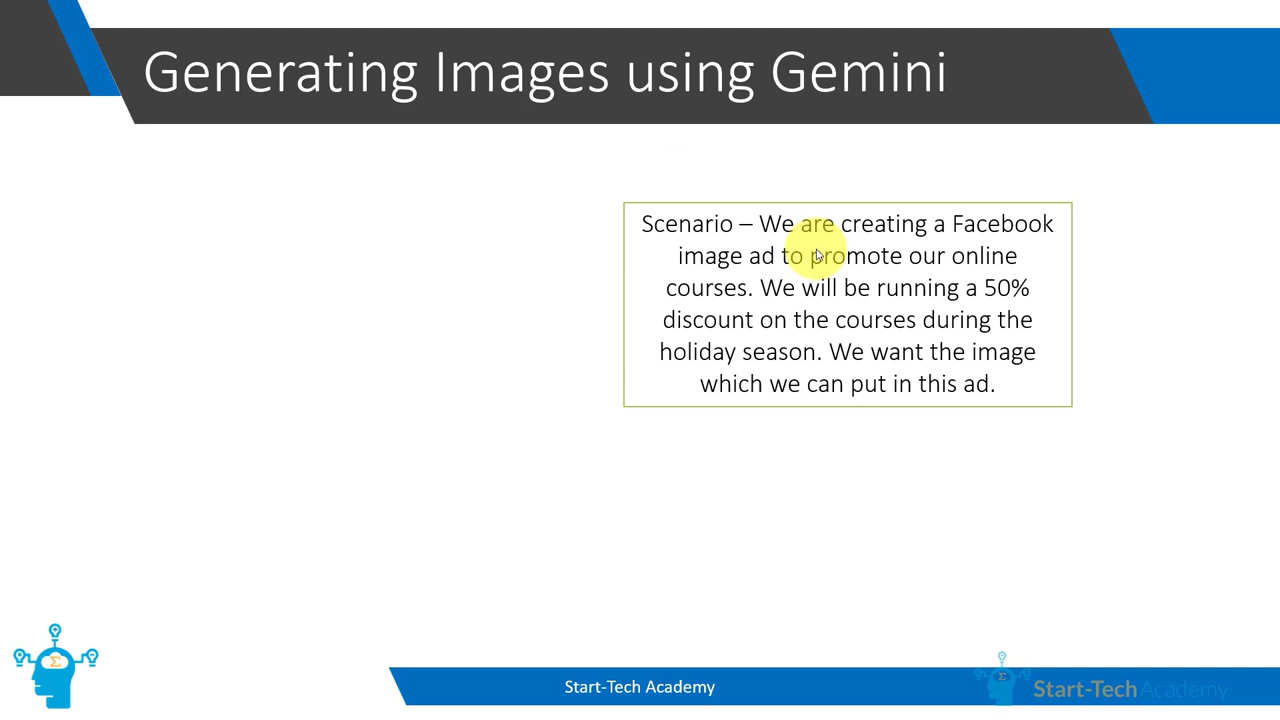 Generating Images using Gemini
Scenario – We are creating a Facebook
image ad to promote our online
courses. We will be running a 50%
discount on the courses during the
holiday season. We want the image
which we can put in this ad.
Start-Tech Academy
Start-Tech Academy